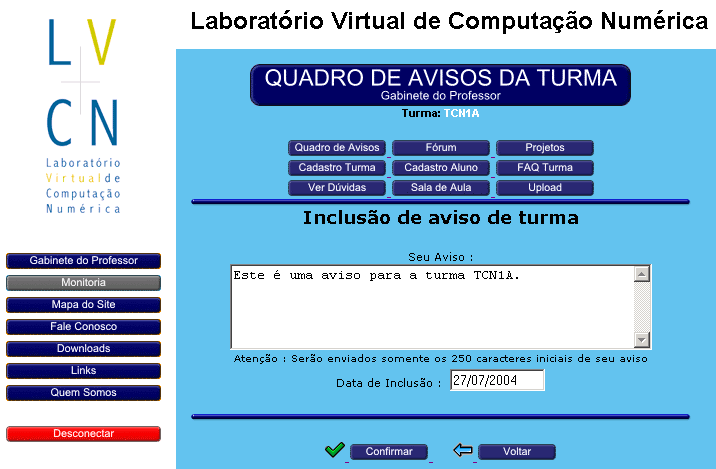 Laboratório Virtual de Computação Numérica
L V
C N
Laboratório
Virtual de
Computação
Numérica
QUADRO DE AVISOS DA TURMA
Gabinete do Professor
Turma: TCN1A
Quadro de Avisos Fórum Projetos
Cadastro Turma Cadastro Aluno FAQ Turma
Ver Dúvidas Sala de Aula Upload
Inclusão de aviso de turma
Gabinete do Professor
Monitoria
Mapa do Site
Fale Conosco
Downloads
Links
Quem Somos
Desconectar
Seu Aviso :
Este é uma aviso para a turma TCN1A.
Atenção : Serão enviados somente os 250 caracteres iniciais de seu aviso
Data de Inclusão : 27/07/2004
Confirmar Voltar